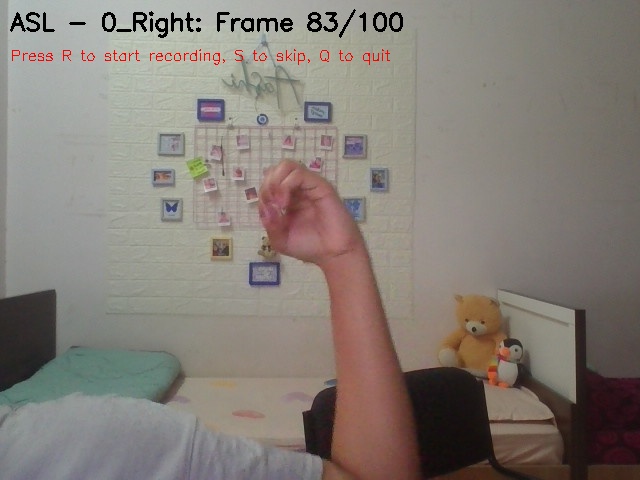 ASL - 0_Right: Frame 83/100
Press R to start recording, S to skip, Q to quit